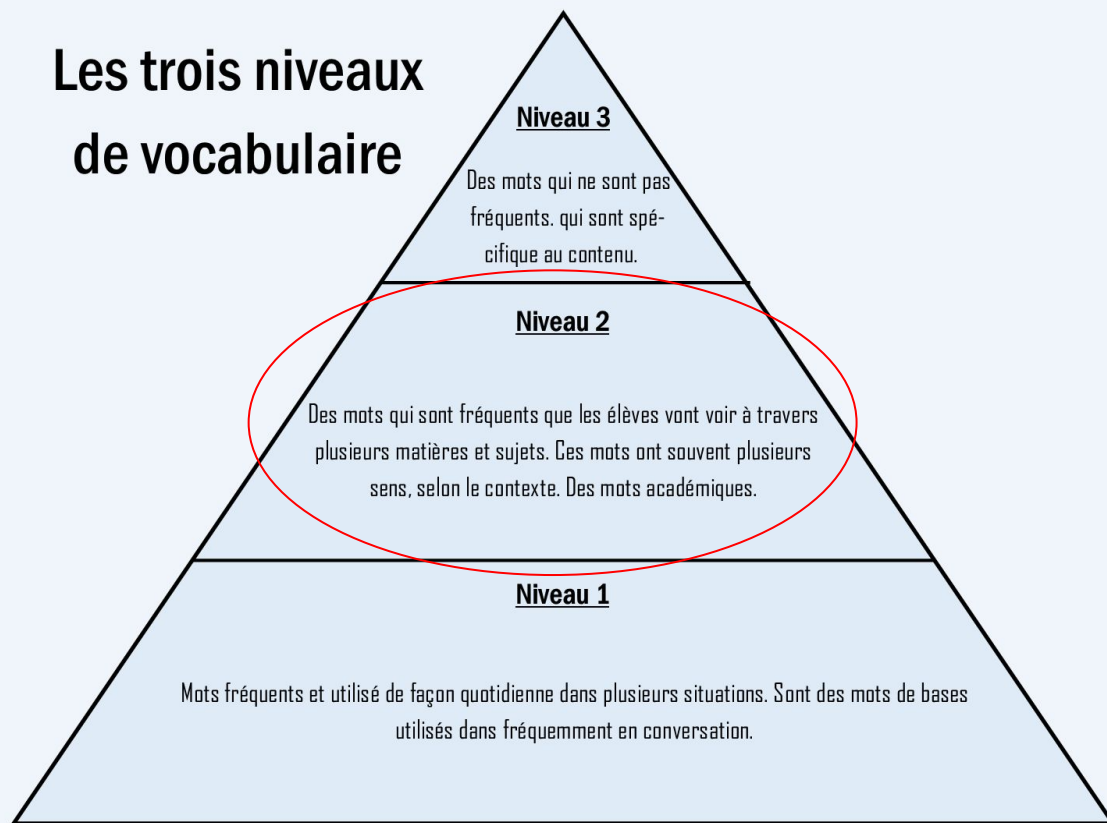 Les trois niveaux
de vocabulaire
Niveau 3
Des mots qui ne sont pas
fréquents. qui sont spé-
cifique au contenu.
Niveau 2
Des mots qui sont fréquents que les élèves vont voir à travers
plusieurs matières et sujets. Ces mots ont souvent plusieurs
sens, selon le contexte. Des mots académiques.
Niveau 1
Mots fréquents et utilisé de façon quotidienne dans plusieurs situations. Sont des mots de bases
utilisés dans fréquemment en conversation.